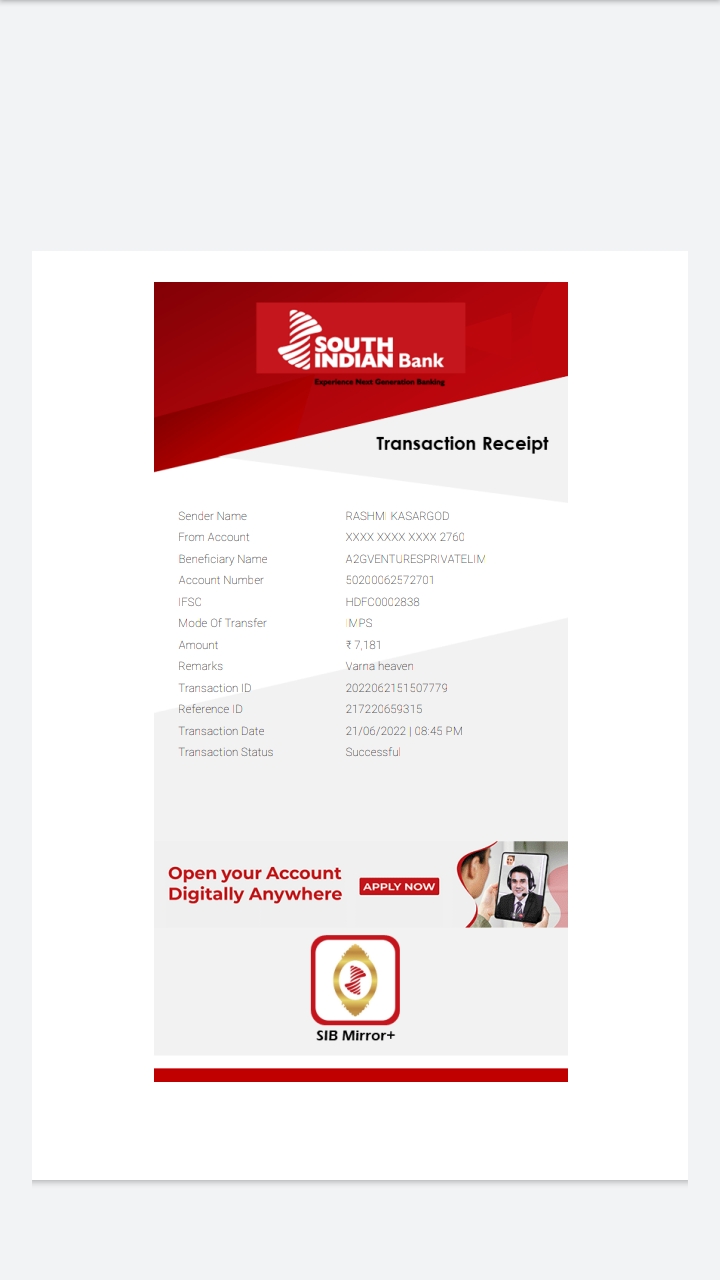 SOUTH
INDIAN Bank
Experience Next Generation Banking
Transaction Receipt
Sender Name RASHMI KASARGOD
From Account XXXX XXXX XXXX 2760
Beneficiary Name A2GVENTURESPRIVATELIM
Account Number 50200062572701
IFSC HDFC0002838
Mode Of Transfer IMPS
Amount ₹ 7,181
Remarks Varna heaven
Transaction ID 2022062151507779
Reference ID 217220659315
Transaction Date 21/06/2022 | 08:45 PM
Transaction Status Successful
Open your Account
Digitally Anywhere
APPLY NOW
SIB Mirror+